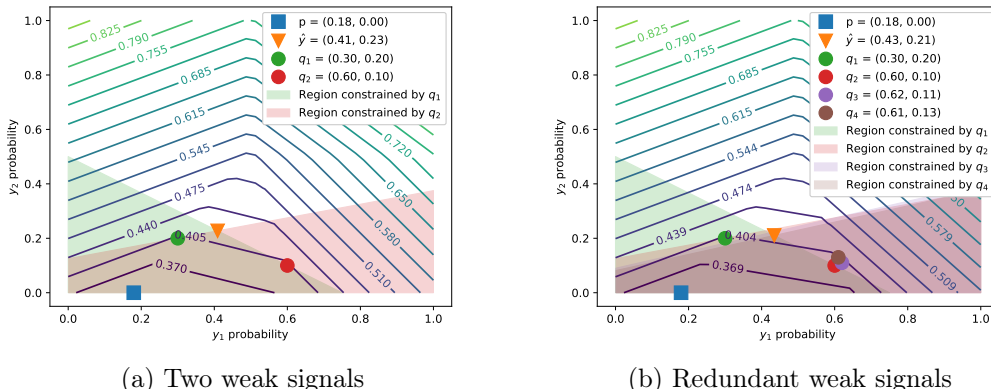 1.0
0.8
0.6
0.4
0.2
0.0
0.0 0.2 0.4 0.6 0.8 1.0
y2 probability
y1 probability
0.825
0.790
0.755
0.685
0.615
0.545
0.475
0.440
0.405
0.370
0.720
0.650
0.580
0.510
p = (0.18, 0.00)
ŷ = (0.41, 0.23)
q1 = (0.30, 0.20)
q2 = (0.60, 0.10)
Region constrained by q1
Region constrained by q2
(a) Two weak signals
1.0
0.8
0.6
0.4
0.2
0.0
0.0 0.2 0.4 0.6 0.8 1.0
y2 probability
y1 probability
0.825
0.790
0.755
0.685
0.615
0.544
0.474
0.439
0.404
0.369
0.579
0.509
p = (0.18, 0.00)
ŷ = (0.43, 0.21)
q1 = (0.30, 0.20)
q2 = (0.60, 0.10)
q3 = (0.62, 0.11)
q4 = (0.61, 0.13)
Region constrained by q1
Region constrained by q2
Region constrained by q3
Region constrained by q4
(b) Redundant weak signals